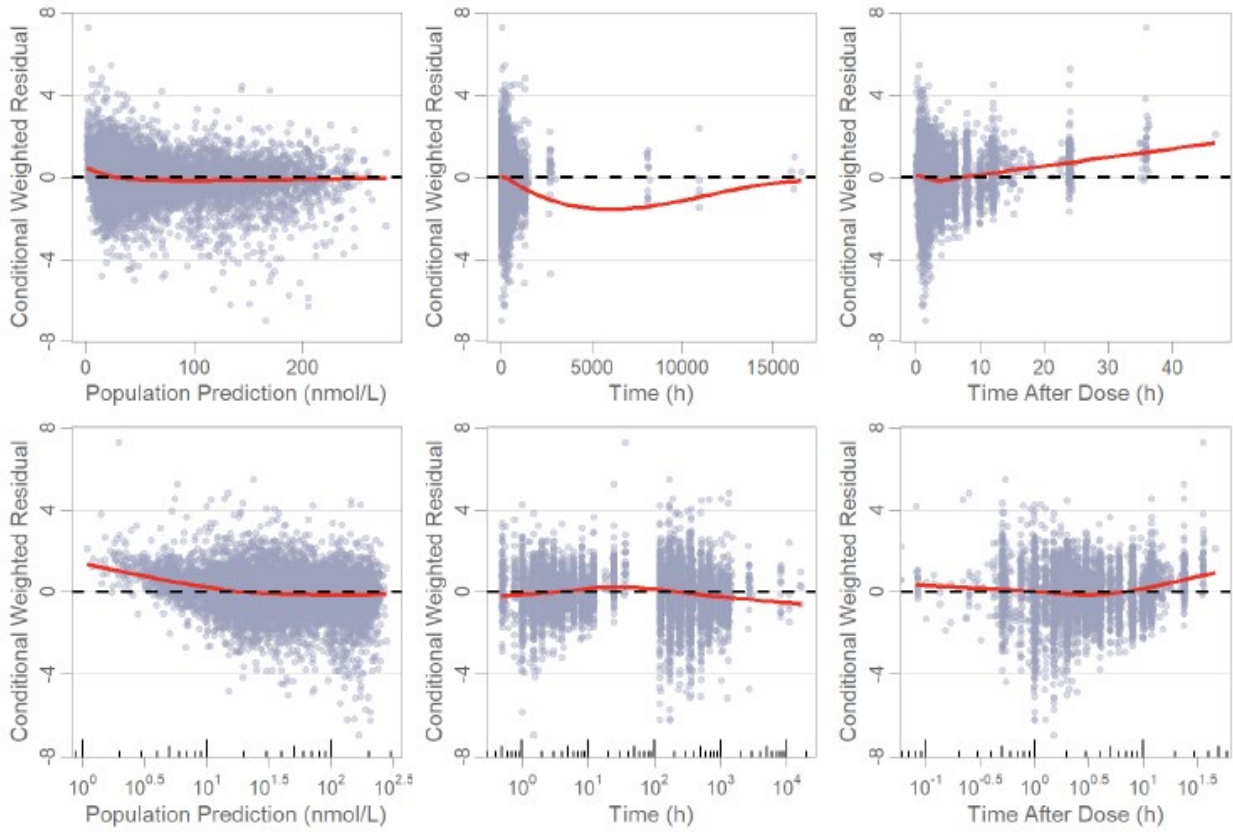 Conditional Weighted Residual
8
4
0
-4
-8
0 100 200
Population Prediction (nmol/L)
Conditional Weighted Residual
8
4
0
-4
-8
0 5000 10000 15000
Time (h)
Conditional Weighted Residual
8
4
0
-4
-8
0 10 20 30 40
Time After Dose (h)
Conditional Weighted Residual
8
4
0
-4
-8
10^0 10^0.5 10^1 10^1.5 10^2 10^2.5
Population Prediction (nmol/L)
Conditional Weighted Residual
8
4
0
-4
-8
10^0 10^1 10^2 10^3 10^4
Time (h)
Conditional Weighted Residual
8
4
0
-4
-8
10^-1 10^-0.5 10^0 10^0.5 10^1 10^1.5
Time After Dose (h)